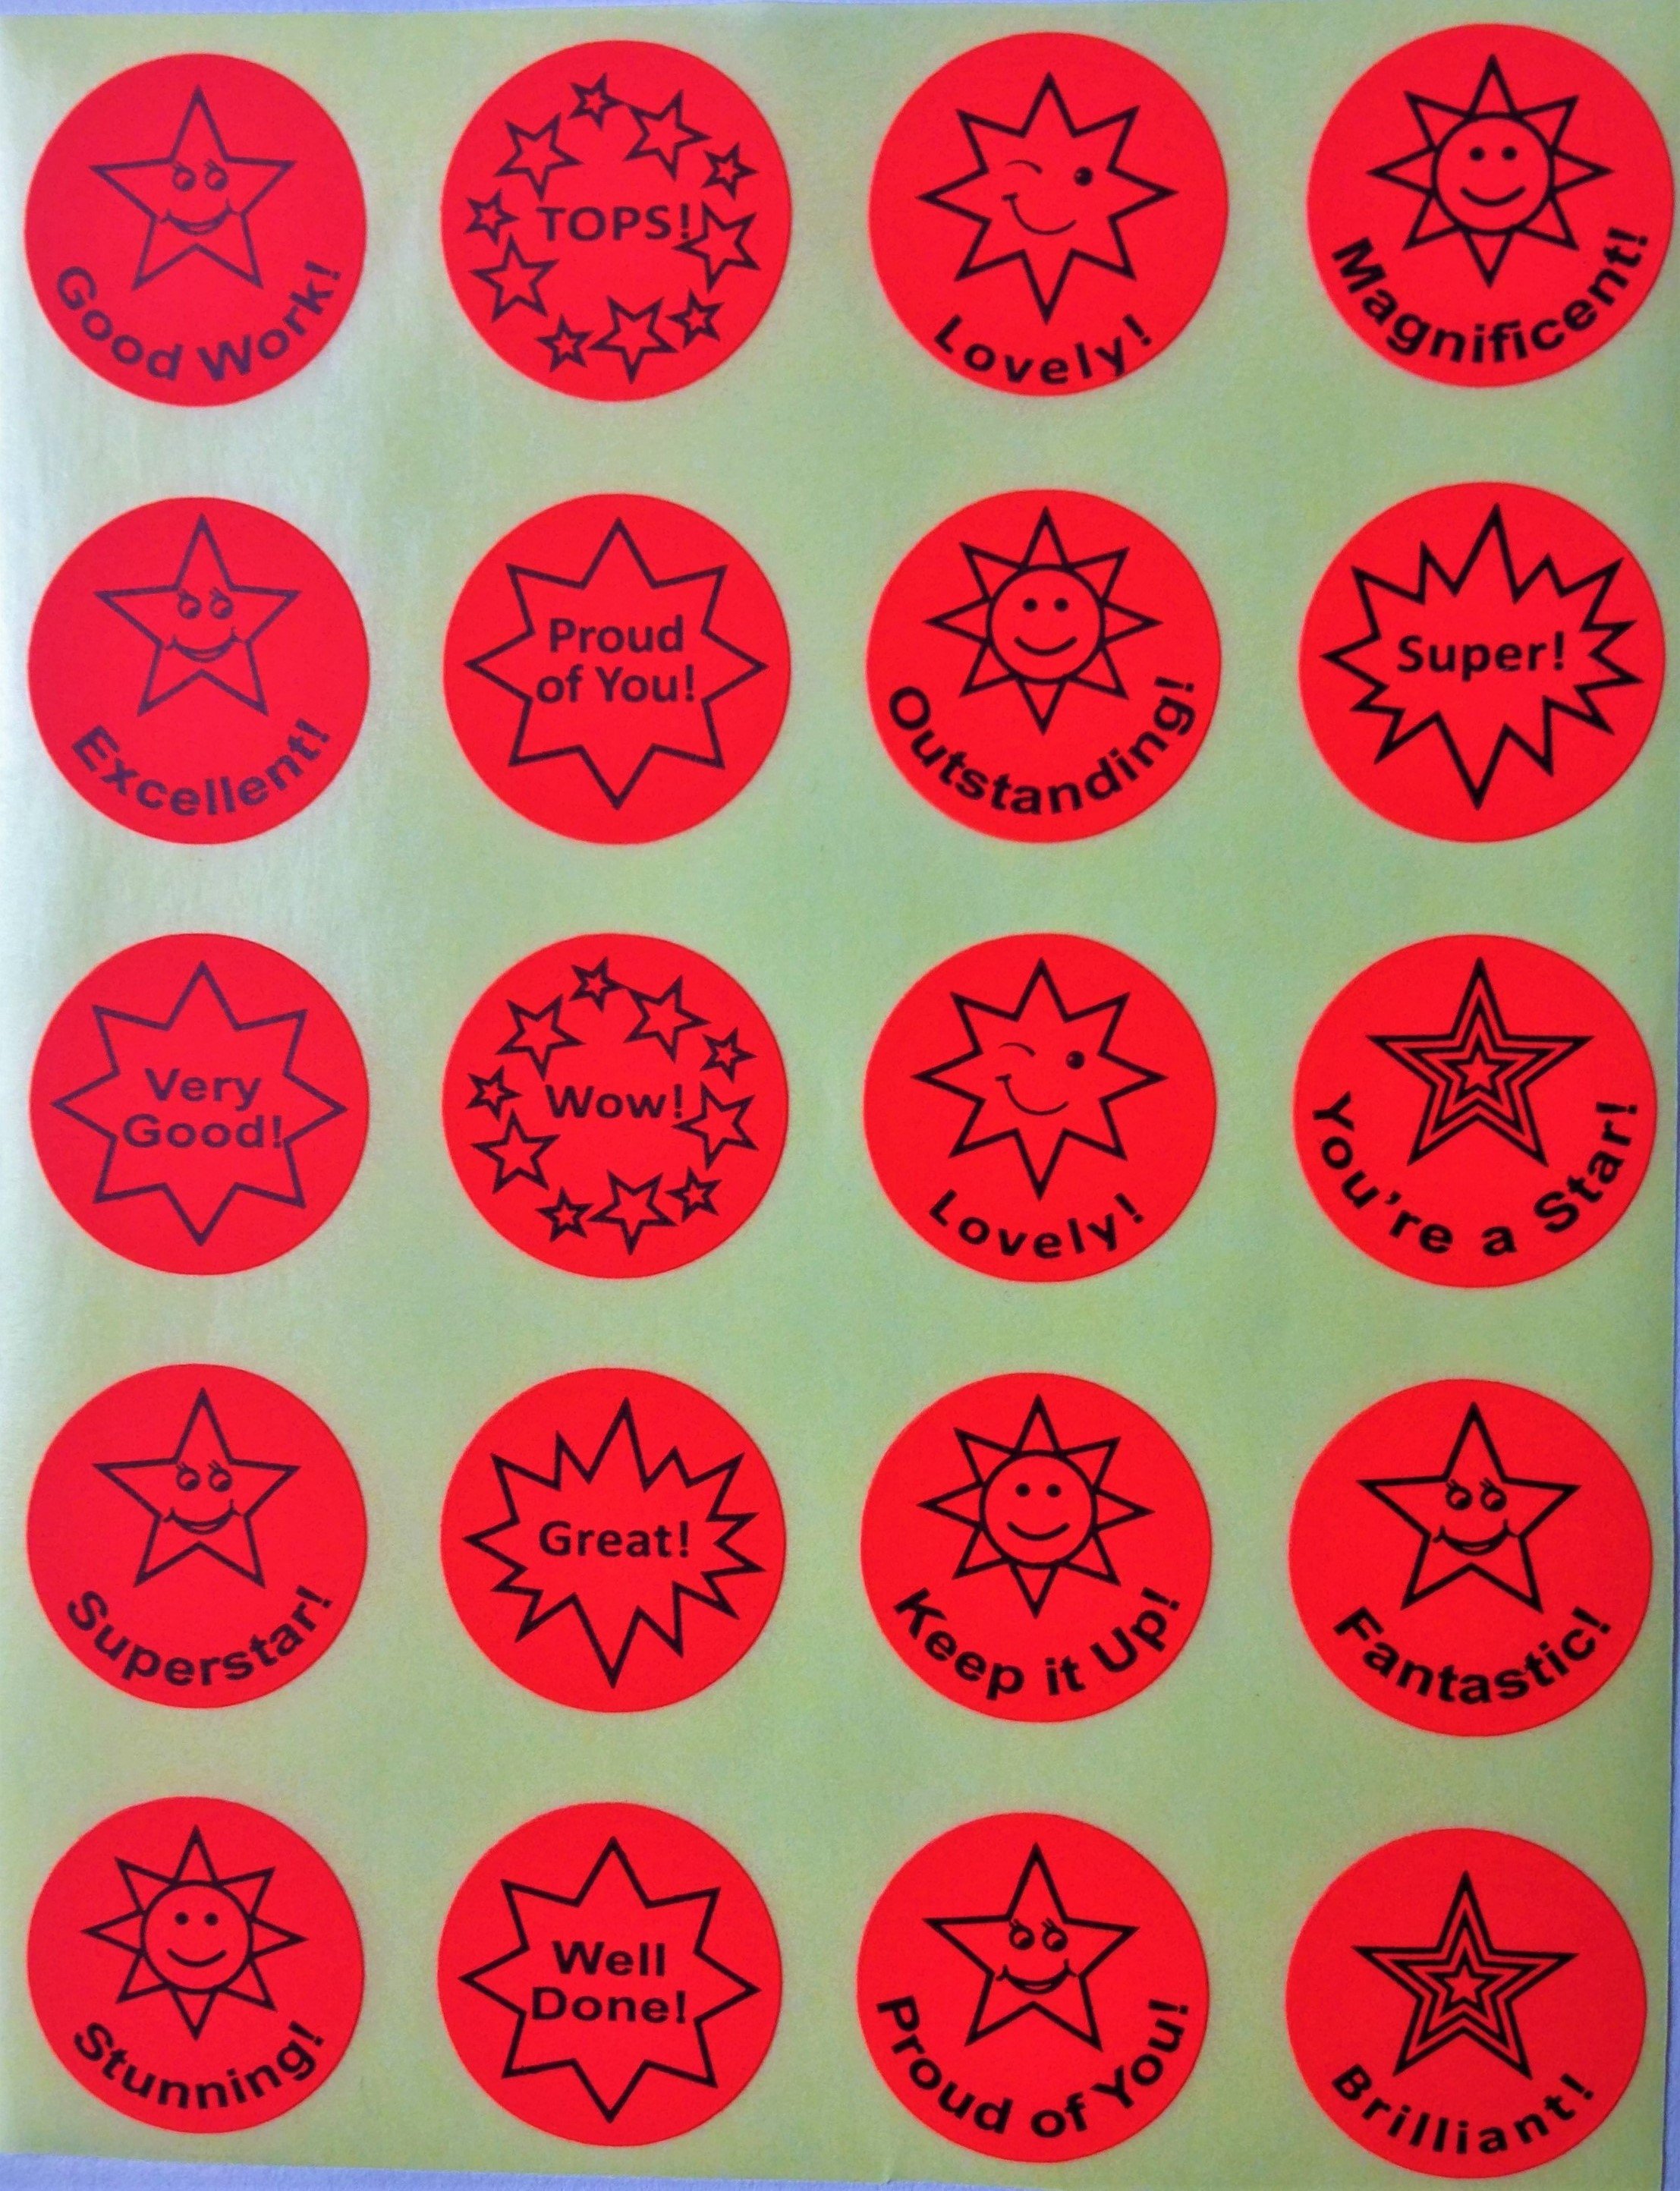 Good Work!
TOPS!
Lovely!
Magnificent!
Excellent!
Proud
of You!
Outstanding!
Super!
Very
Good!
Wow!
Lovely!
You're a Star!
Superstar!
Great!
Keep it Up!
Fantastic!
Stunning!
Well
Done!
Proud of You!
Brilliant!